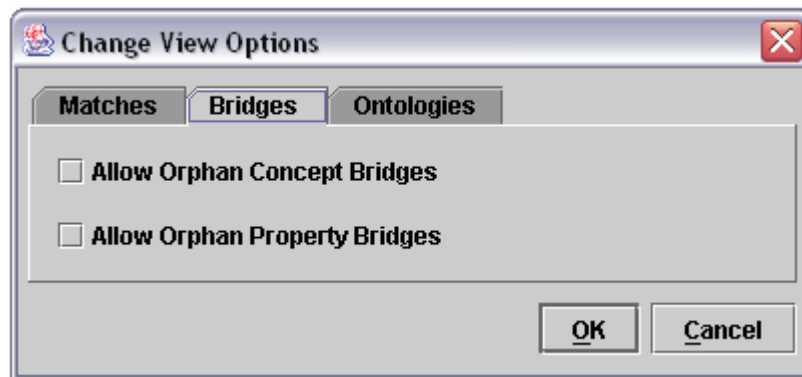 Change View Options
Matches Bridges Ontologies
Allow Orphan Concept Bridges
Allow Orphan Property Bridges
OK Cancel